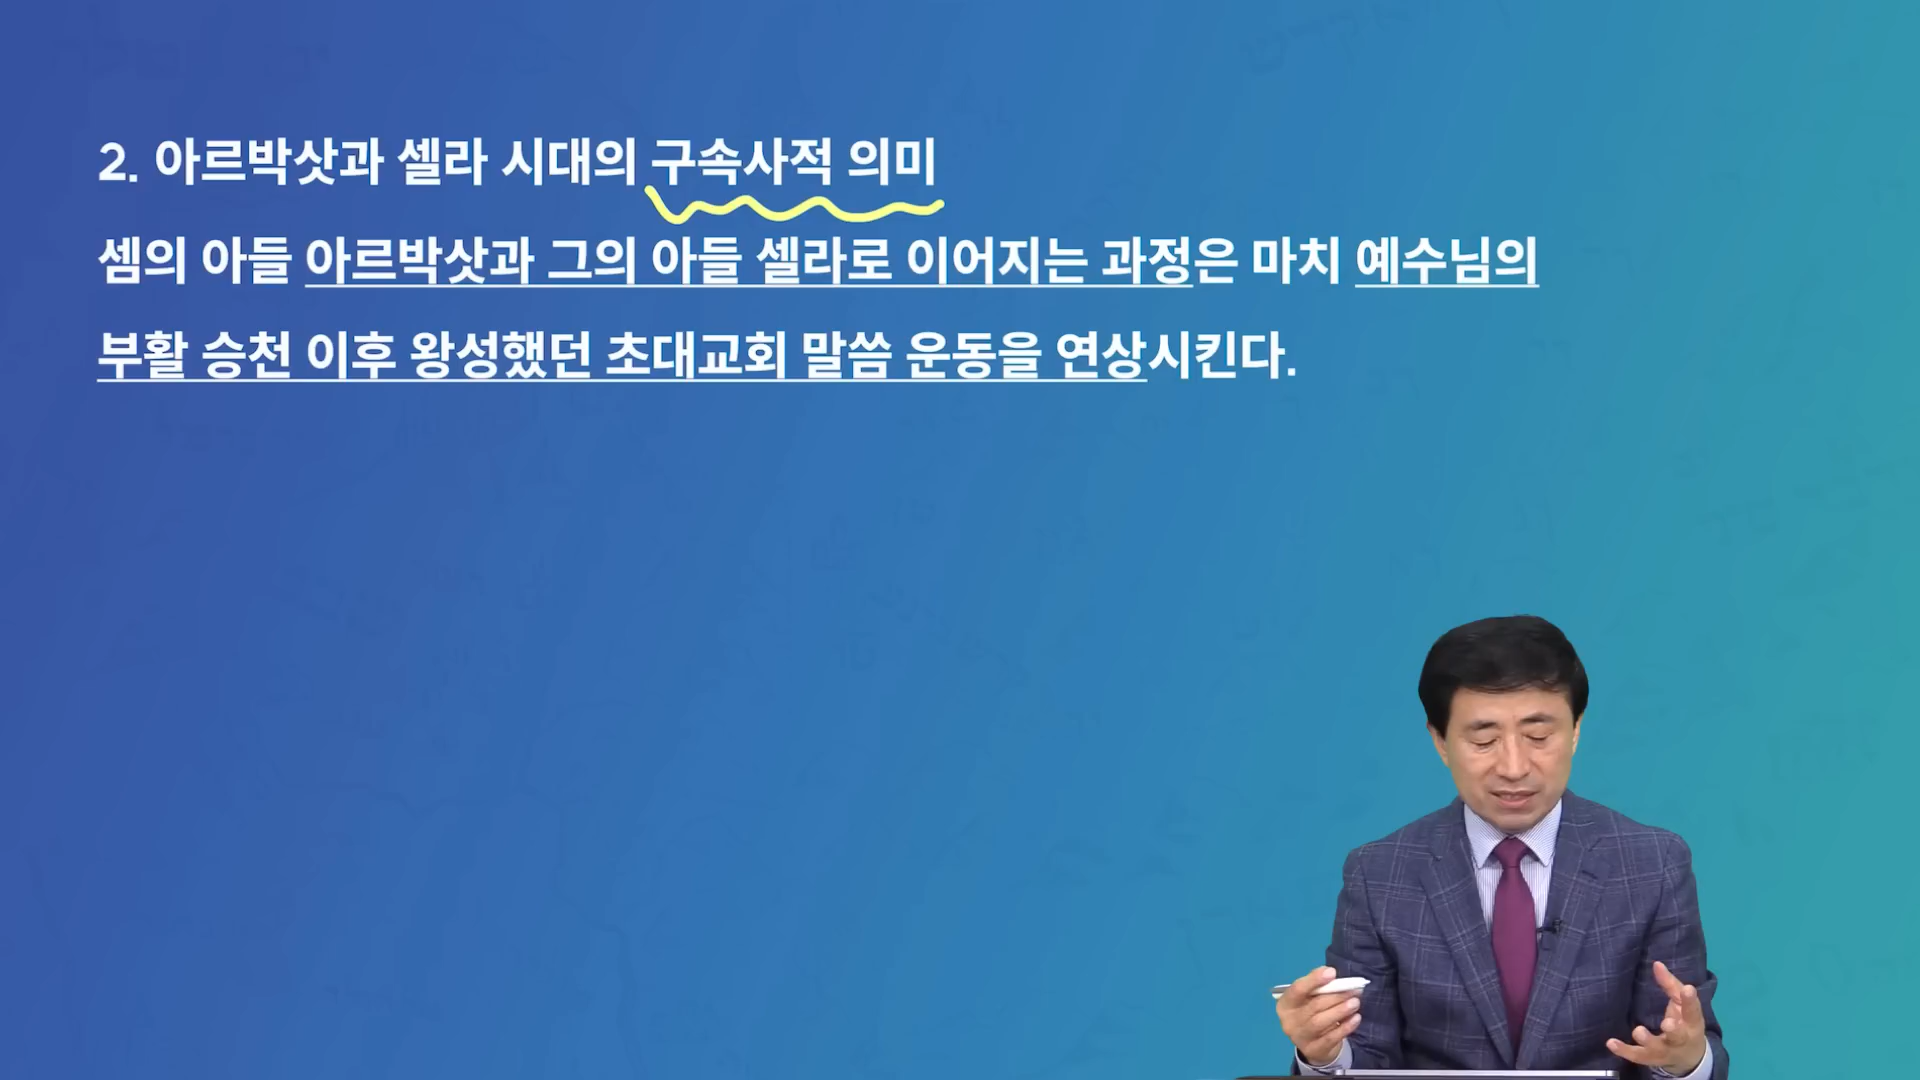 2. 아르박삿과 셀라 시대의 구속사적 의미
셈의 아들 아르박삿과 그의 아들 셀라로 이어지는 과정은 마치 예수님의
부활 승천 이후 왕성했던 초대교회 말씀 운동을 연상시킨다.